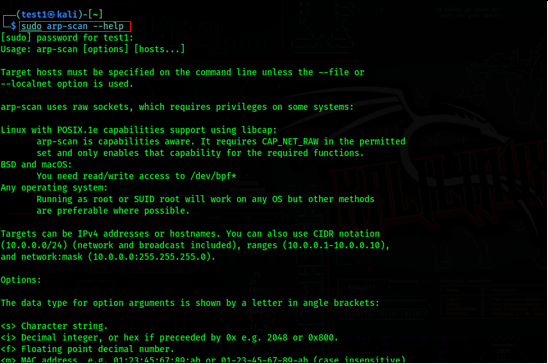 ┌──(test1㉿kali)-[~]
└─$ sudo arp-scan --help
[sudo] password for test1:
Usage: arp-scan [options] [hosts...]
Target hosts must be specified on the command line unless the --file or
--localnet option is used.
arp-scan uses raw sockets, which requires privileges on some systems:
Linux with POSIX.1e capabilities support using libcap:
arp-scan is capabilities aware. It requires CAP_NET_RAW in the permitted
set and only enables that capability for the required functions.
BSD and macOS:
You need read/write access to /dev/bpf*
Any operating system:
Running as root or SUID root will work on any OS but other methods
are preferable where possible.
Targets can be IPv4 addresses or hostnames. You can also use CIDR notation
(10.0.0.0/24) (network and broadcast included), ranges (10.0.0.1-10.0.0.10),
and network:mask (10.0.0.0:255.255.255.0).
Options:
The data type for option arguments is shown by a letter in angle brackets:
<s> Character string.
<i> Decimal integer, or hex if preceeded by 0x e.g. 2048 or 0x800.
<f> Floating point decimal number.
<m> MAC address, e.g. 01:23:45:67:89:ab or 01-23-45-67-89-ab (case insensitive)